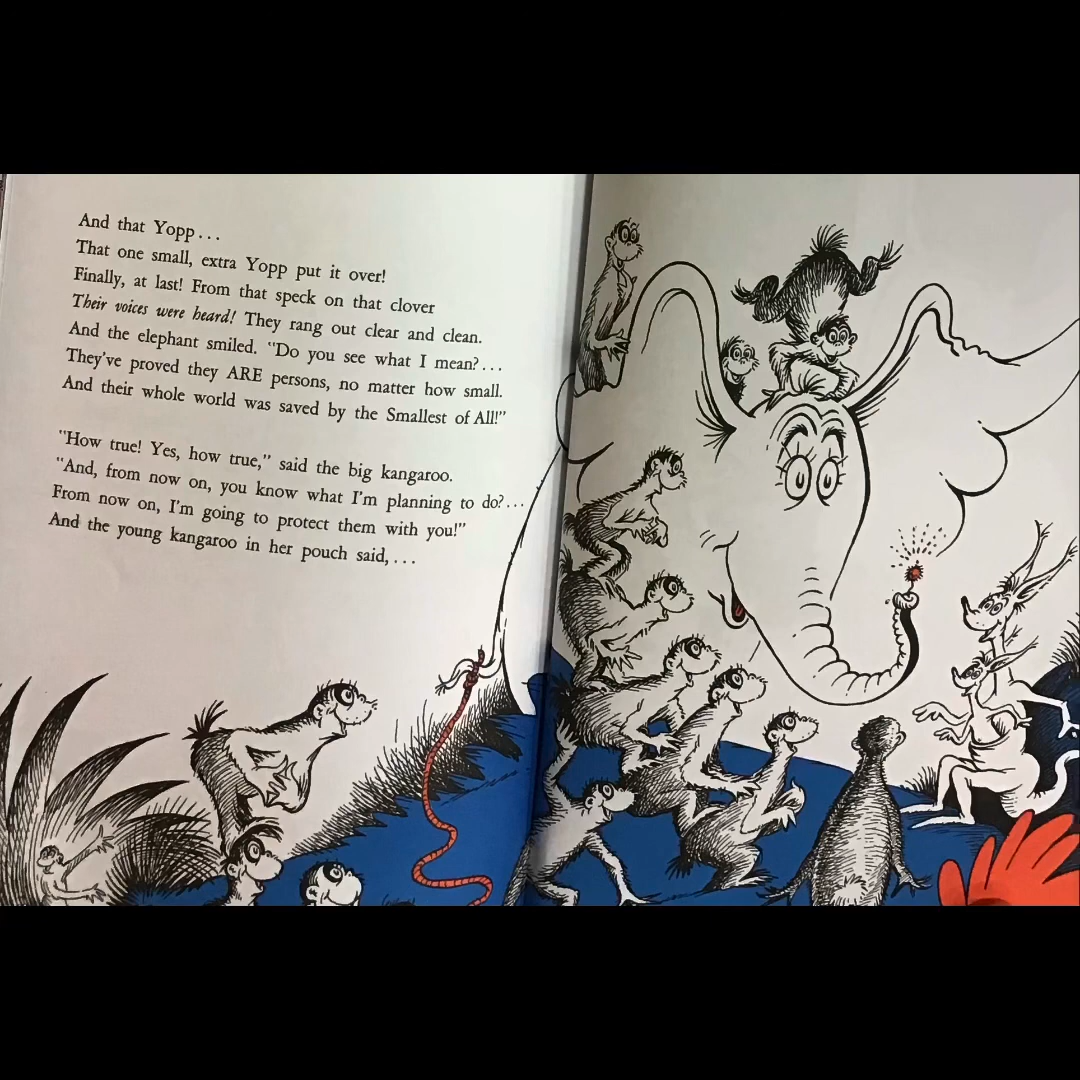 And that Yopp...
That one small, extra Yopp put it over!
Finally, at last! From that speck on that clover
Their voices were heard! They rang out clear and clean.
And the elephant smiled. "Do you see what I mean?...
They've proved they ARE persons, no matter how small.
And their whole world was saved by the Smallest of All!"
"How true! Yes, how true," said the big kangaroo.
"And, from now on, you know what I'm planning to do?...
From now on, I'm going to protect them with you!"
And the young kangaroo in her pouch said,...